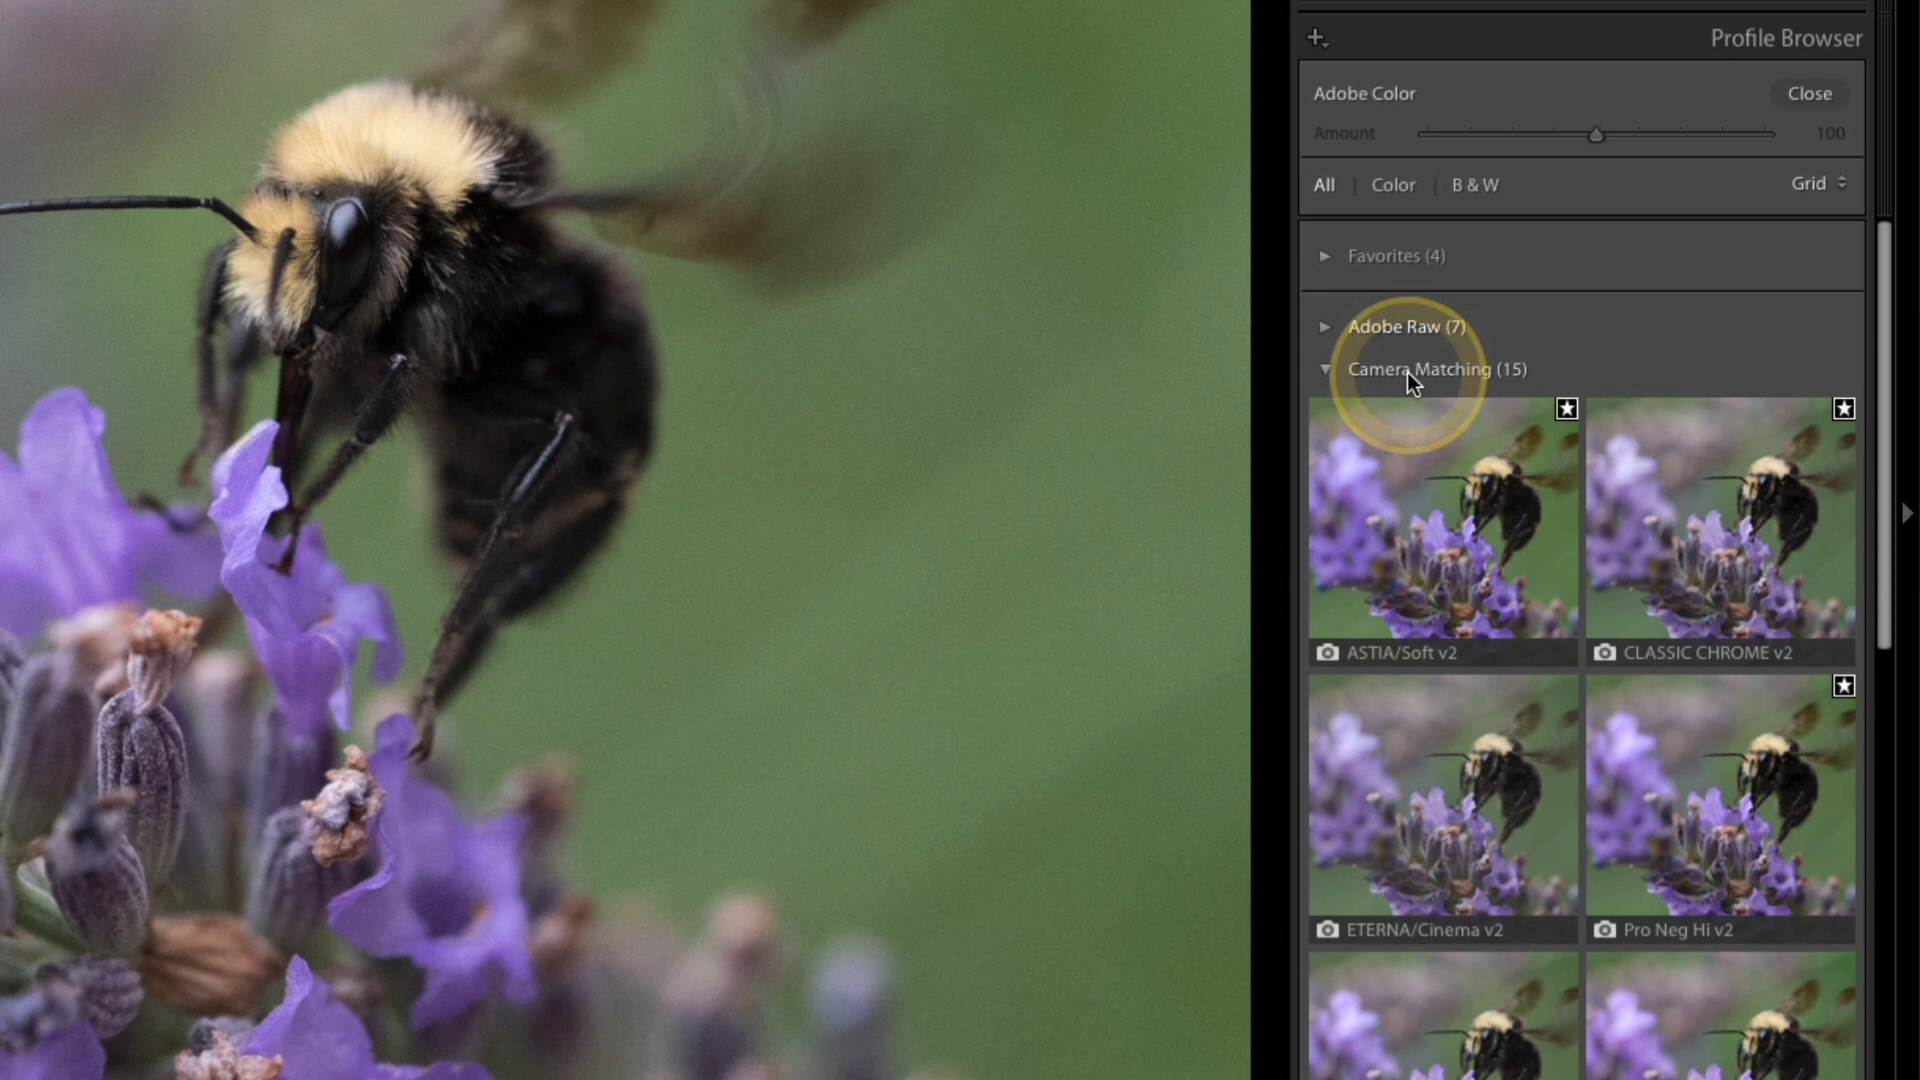 Profile Browser
Adobe Color
Close
Amount
100
All
Color
B & W
Grid
Favorites (4)
Adobe Raw (7)
Camera Matching (15)
ASTIA/Soft v2
CLASSIC CHROME v2
ETERNA/Cinema v2
Pro Neg Hi v2